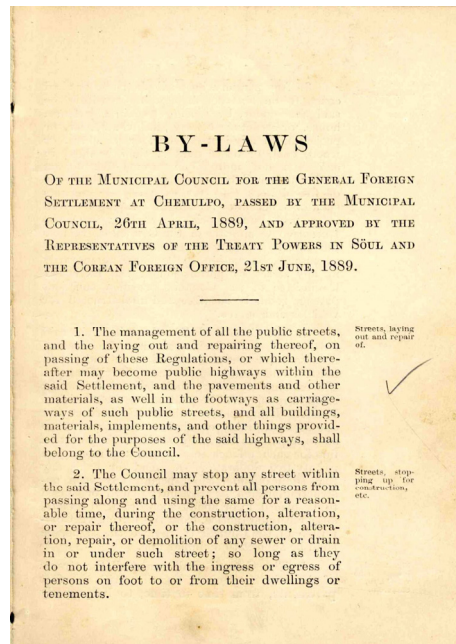 BY-LAWS
OF THE MUNICIPAL COUNCIL FOR THE GENERAL FOREIGN
SETTLEMENT AT CHEMULPO, PASSED BY THE MUNICIPAL
COUNCIL, 26TH APRIL, 1889, AND APPROVED BY THE
REPRESENTATIVES OF THE TREATY POWERS IN SÖUL AND
THE COREAN FOREIGN OFFICE, 21ST JUNE, 1889.
1. The management of all the public streets,
and the laying out and repairing thereof, on
passing of these Regulations, or which there-
after may become public highways within the
said Settlement, and the pavements and other
materials, as well in the footways as carriage-
ways of such public streets, and all buildings,
materials, implements, and other things provid-
ed for the purposes of the said highways, shall
belong to the Council.
Streets, laying
out and repair
of.
2. The Council may stop any street within
the said Settlement, and prevent all persons from
passing along and using the same for a reason-
able time, during the construction, alteration,
or repair thereof, or the construction, altera-
tion, repair, or demolition of any sewer or drain
in or under such street; so long as they
do not interfere with the ingress or egress of
persons on foot to or from their dwellings or
tenements.
Streets, stop-
ping up for
construction,
etc.